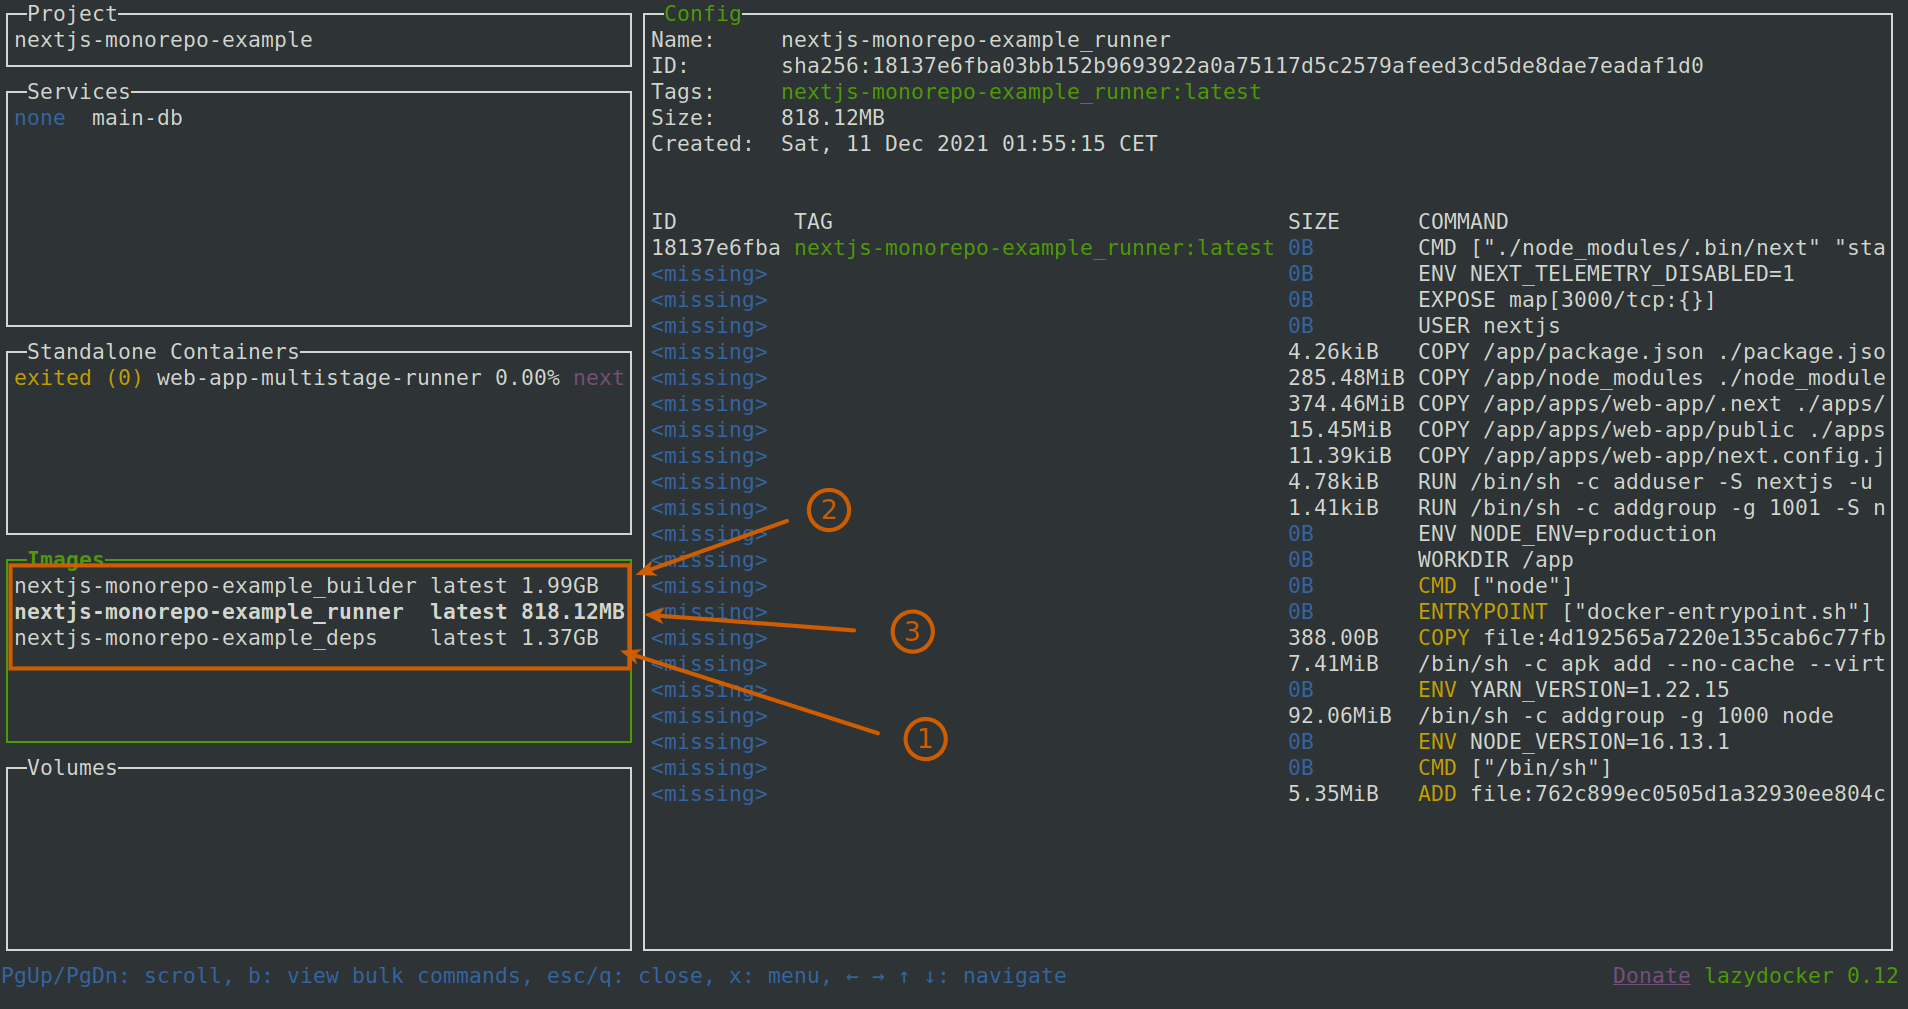 Project
nextjs-monorepo-example
Services
none main-db
Standalone Containers
exited (0) web-app-multistage-runner 0.00% next
Images
nextjs-monorepo-example_builder latest 1.99GB
nextjs-monorepo-example_runner latest 818.12MB
nextjs-monorepo-example_deps latest 1.37GB
Volumes
Config
Name: nextjs-monorepo-example_runner
ID: sha256:18137e6fba03bb152b9693922a0a75117d5c2579afeed3cd5de8dae7eadaf1d0
Tags: nextjs-monorepo-example_runner:latest
Size: 818.12MB
Created: Sat, 11 Dec 2021 01:55:15 CET
ID TAG SIZE COMMAND
18137e6fba nextjs-monorepo-example_runner:latest 0B CMD ["./node_modules/.bin/next" "sta
<missing> 0B ENV NEXT_TELEMETRY_DISABLED=1
<missing> 0B EXPOSE map[3000/tcp:{}]
<missing> 0B USER nextjs
<missing> 4.26kiB COPY /app/package.json ./package.jso
<missing> 285.48MiB COPY /app/node_modules ./node_module
<missing> 374.46MiB COPY /app/apps/web-app/.next ./apps/
<missing> 15.45MiB COPY /app/apps/web-app/public ./apps
<missing> 11.39kiB COPY /app/apps/web-app/next.config.j
<missing> 4.78kiB RUN /bin/sh -c adduser -S nextjs -u
<missing> 1.41kiB RUN /bin/sh -c addgroup -g 1001 -S n
<missing> 0B ENV NODE_ENV=production
<missing> 0B WORKDIR /app
<missing> 0B CMD ["node"]
<missing> 0B ENTRYPOINT ["docker-entrypoint.sh"]
<missing> 388.00B COPY file:4d192565a7220e135cab6c77fb
<missing> 7.41MiB /bin/sh -c apk add --no-cache --virt
<missing> 0B ENV YARN_VERSION=1.22.15
<missing> 92.06MiB /bin/sh -c addgroup -g 1000 node
<missing> 0B ENV NODE_VERSION=16.13.1
<missing> 0B CMD ["/bin/sh"]
<missing> 5.35MiB ADD file:762c899ec0505d1a32930ee804c
2
3
1
PgUp/PgDn: scroll, b: view bulk commands, esc/q: close, x: menu, ← → ↑ ↓: navigate
Donate lazydocker 0.12